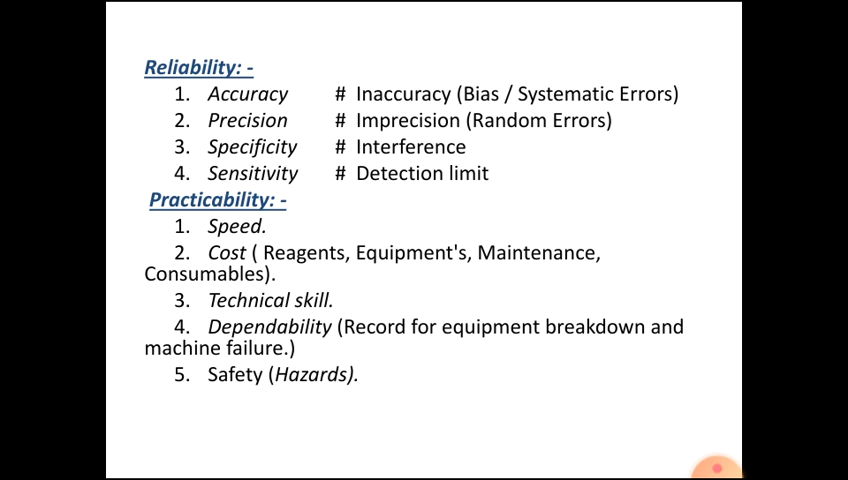 Reliability: -
1. Accuracy # Inaccuracy (Bias / Systematic Errors)
2. Precision # Imprecision (Random Errors)
3. Specificity # Interference
4. Sensitivity # Detection limit
Practicability: -
1. Speed.
2. Cost ( Reagents, Equipment's, Maintenance,
Consumables).
3. Technical skill.
4. Dependability (Record for equipment breakdown and
machine failure.)
5. Safety (Hazards).